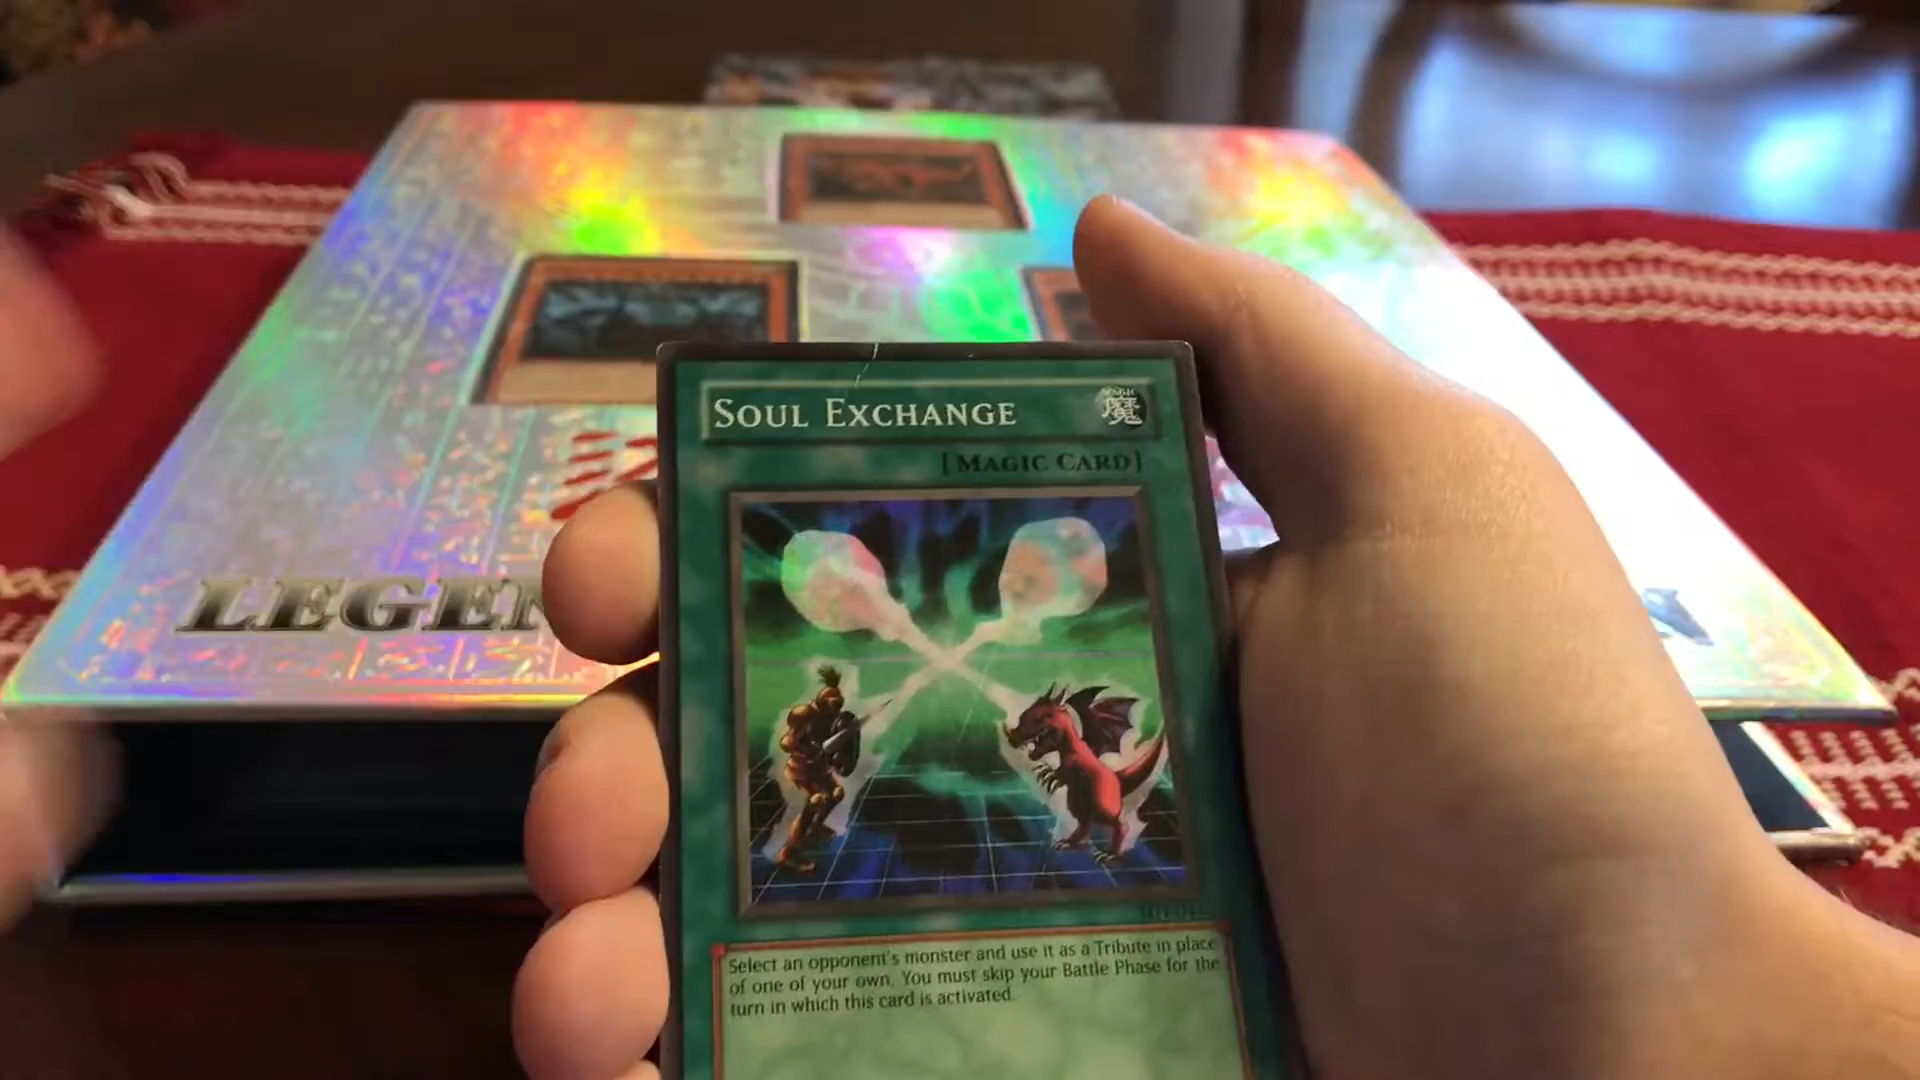 SOUL EXCHANGE 魔
[MAGIC CARD]
LEGEN
Select an opponent's monster and use it as a Tribute in place
of one of your own. You must skip your Battle Phase for the
turn in which this card is activated.